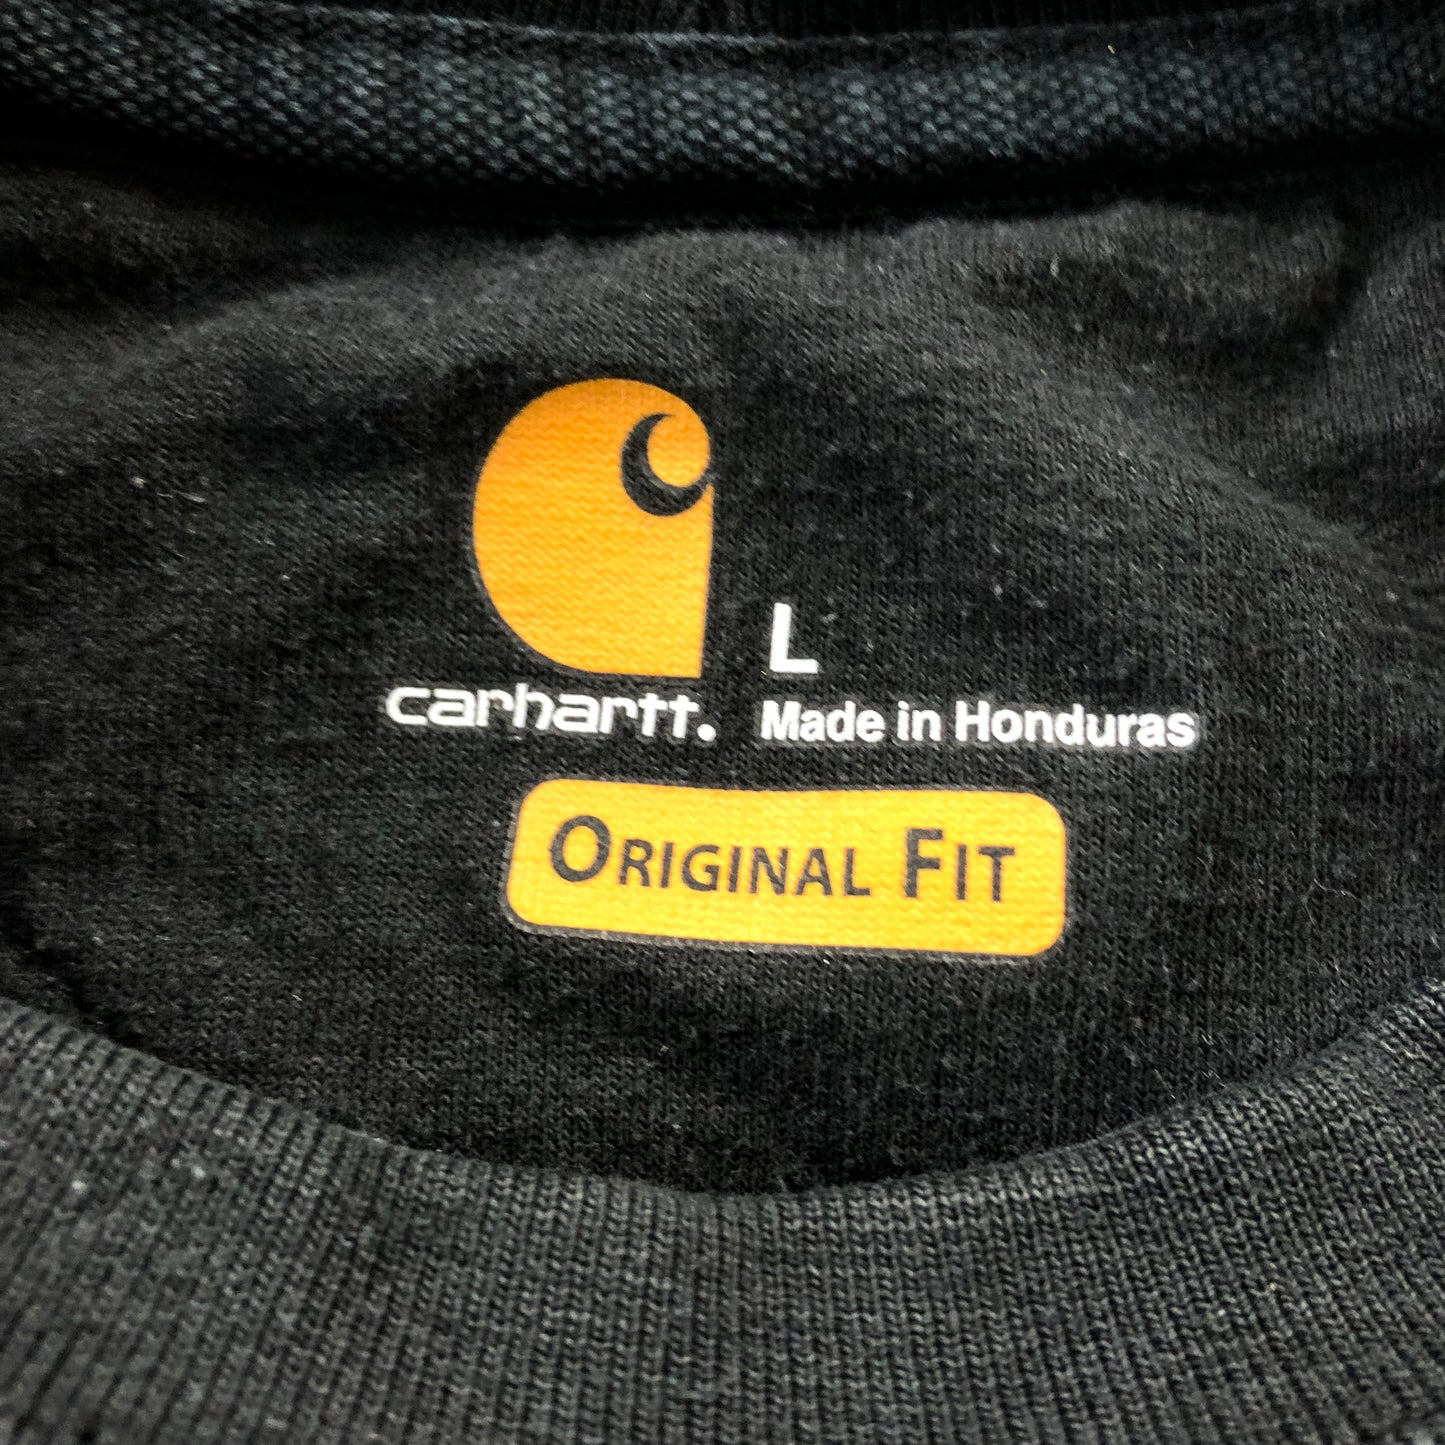 L
carhartt. Made in Honduras
ORIGINAL FIT